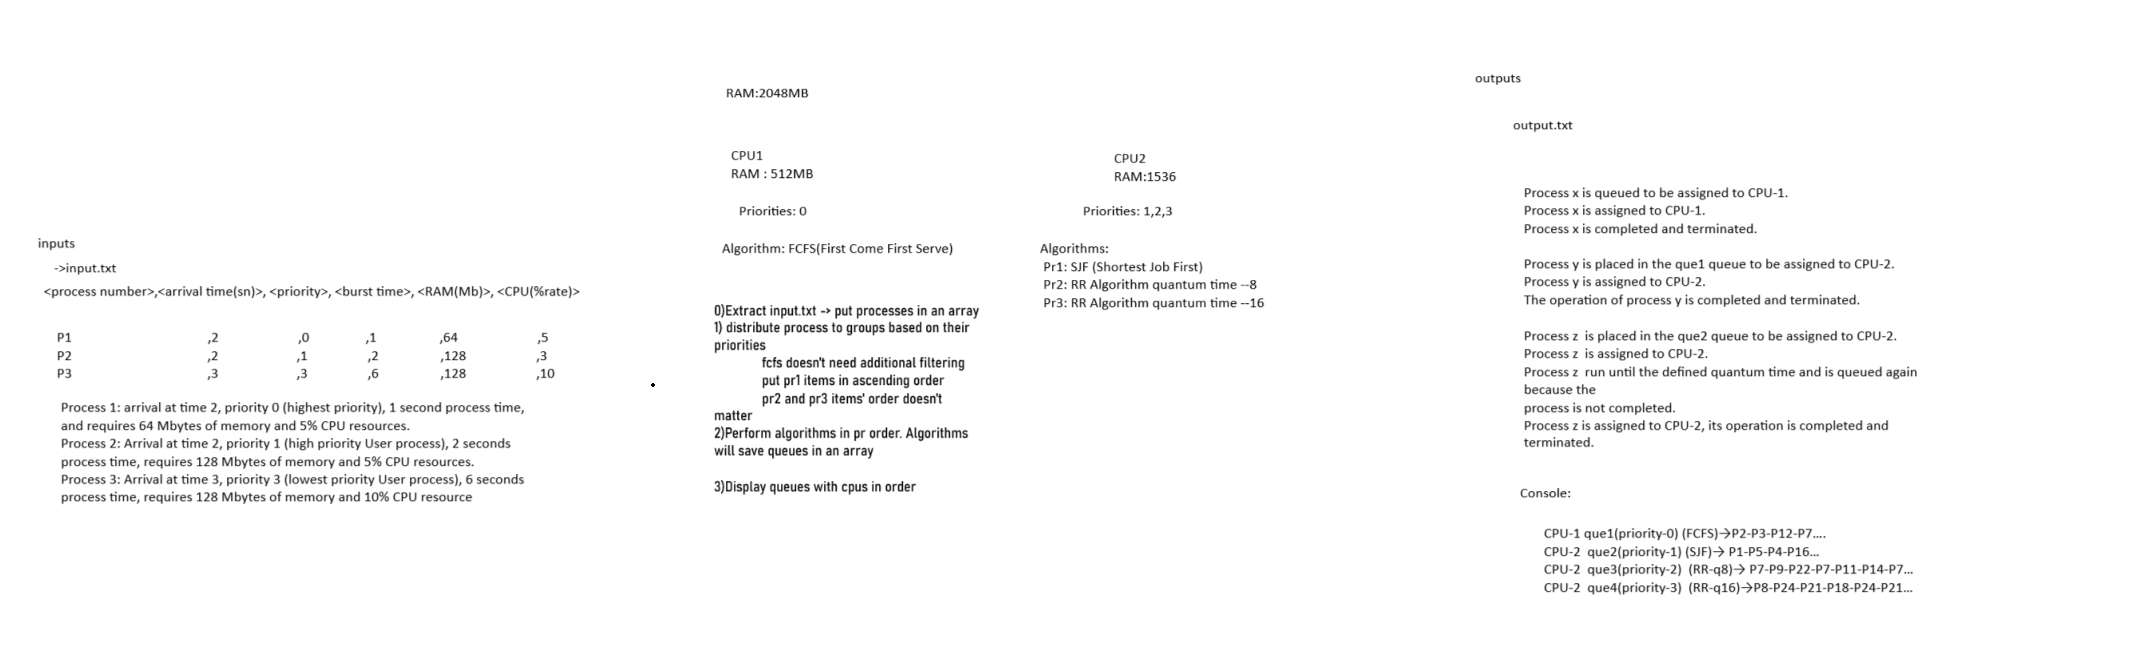 inputs
->input.txt
<process number>,<arrival time(sn)>, <priority>, <burst time>, <RAM(Mb)>, <CPU(%rate)>
P1 ,2 ,0 ,1 ,64 ,5
P2 ,2 ,1 ,2 ,128 ,3
P3 ,3 ,3 ,6 ,128 ,10
Process 1: arrival at time 2, priority 0 (highest priority), 1 second process time,
and requires 64 Mbytes of memory and 5% CPU resources.
Process 2: Arrival at time 2, priority 1 (high priority User process), 2 seconds
process time, requires 128 Mbytes of memory and 5% CPU resources.
Process 3: Arrival at time 3, priority 3 (lowest priority User process), 6 seconds
process time, requires 128 Mbytes of memory and 10% CPU resource
RAM:2048MB
CPU1
RAM : 512MB
Priorities: 0
Algorithm: FCFS(First Come First Serve)
CPU2
RAM:1536
Priorities: 1,2,3
Algorithms:
Pr1: SJF (Shortest Job First)
Pr2: RR Algorithm quantum time --8
Pr3: RR Algorithm quantum time --16
0)Extract input.txt -> put processes in an array
1) distribute process to groups based on their
priorities
fcfs doesn't need additional filtering
put pr1 items in ascending order
pr2 and pr3 items' order doesn't
matter
2)Perform algorithms in pr order. Algorithms
will save queues in an array
3)Display queues with cpus in order
outputs
output.txt
Process x is queued to be assigned to CPU-1.
Process x is assigned to CPU-1.
Process x is completed and terminated.
Process y is placed in the que1 queue to be assigned to CPU-2.
Process y is assigned to CPU-2.
The operation of process y is completed and terminated.
Process z  is placed in the que2 queue to be assigned to CPU-2.
Process z  is assigned to CPU-2.
Process z  run until the defined quantum time and is queued again
because the
process is not completed.
Process z is assigned to CPU-2, its operation is completed and
terminated.
Console:
CPU-1 que1(priority-0) (FCFS)→P2-P3-P12-P7….
CPU-2  que2(priority-1) (SJF)→ P1-P5-P4-P16…
CPU-2  que3(priority-2)  (RR-q8)→ P7-P9-P22-P7-P11-P14-P7…
CPU-2  que4(priority-3)  (RR-q16)→P8-P24-P21-P18-P24-P21…